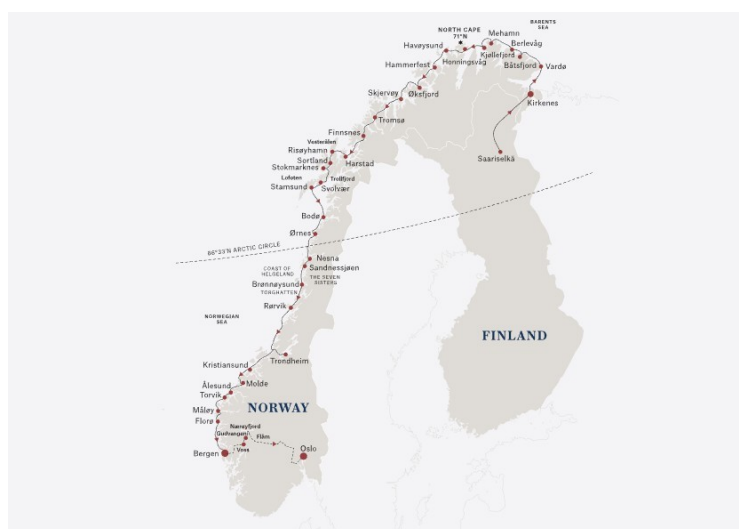 BARENTS
SEA
NORTH CAPE
71°N
Mehamn
Berlevåg
Havøysund
Kjøllefjord
Honningsvåg
Båtsfjord
Vardø
Hammerfest
Skjervøy
Øksfjord
Kirkenes
Tromsø
Finnsnes
Saariselkä
Vesterålen
Risøyhamn
Harstad
Sortland
Stokmarknes
Lofoten
Trollfjord
Stamsund
Svolvær
Bodø
Ørnes
66°33'N ARCTIC CIRCLE
Nesna
COAST OF
HELGELAND
Sandnessjøen
THE SEVEN
SISTERS
Brønnøysund
TORGHATTEN
Rørvik
NORWEGIAN
SEA
FINLAND
Trondheim
Kristiansund
Molde
Ålesund
Torvik
NORWAY
Måløy
Florø
Nærøyfjord
Gudvangen
Flåm
Voss
Bergen
Oslo